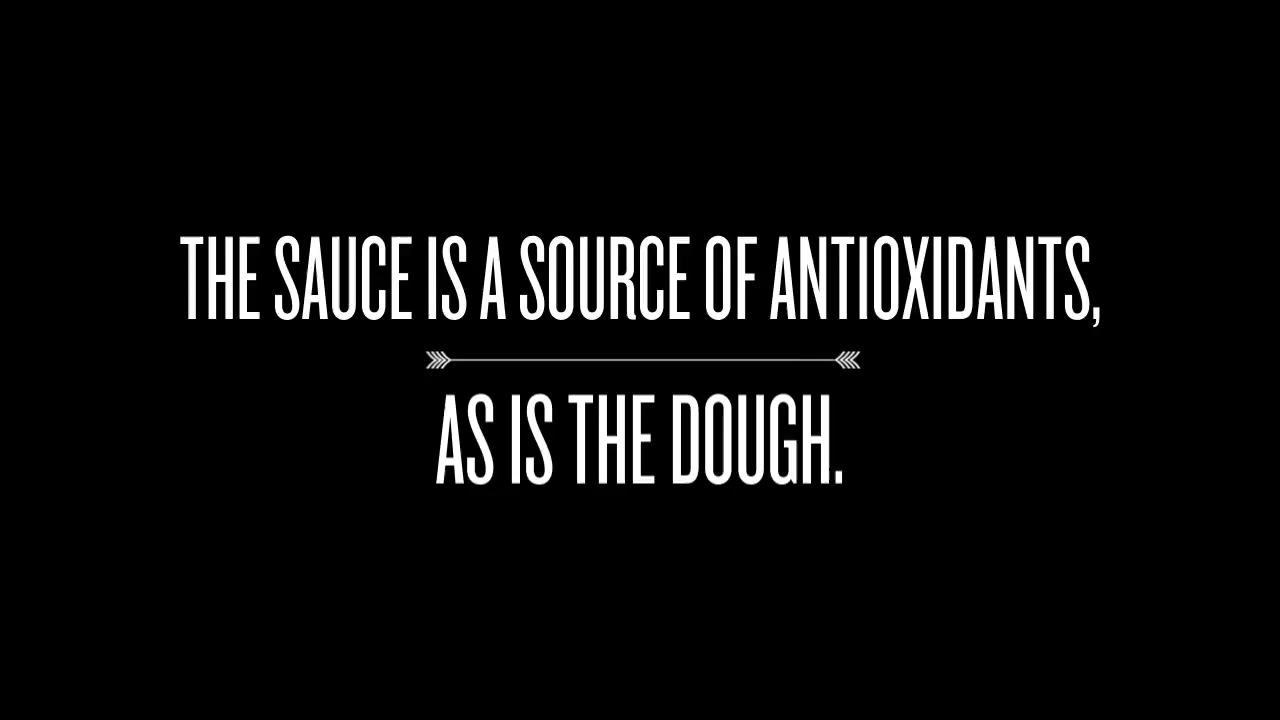 THE SAUCE IS A SOURCE OF ANTIOXIDANTS,
AS IS THE DOUGH.